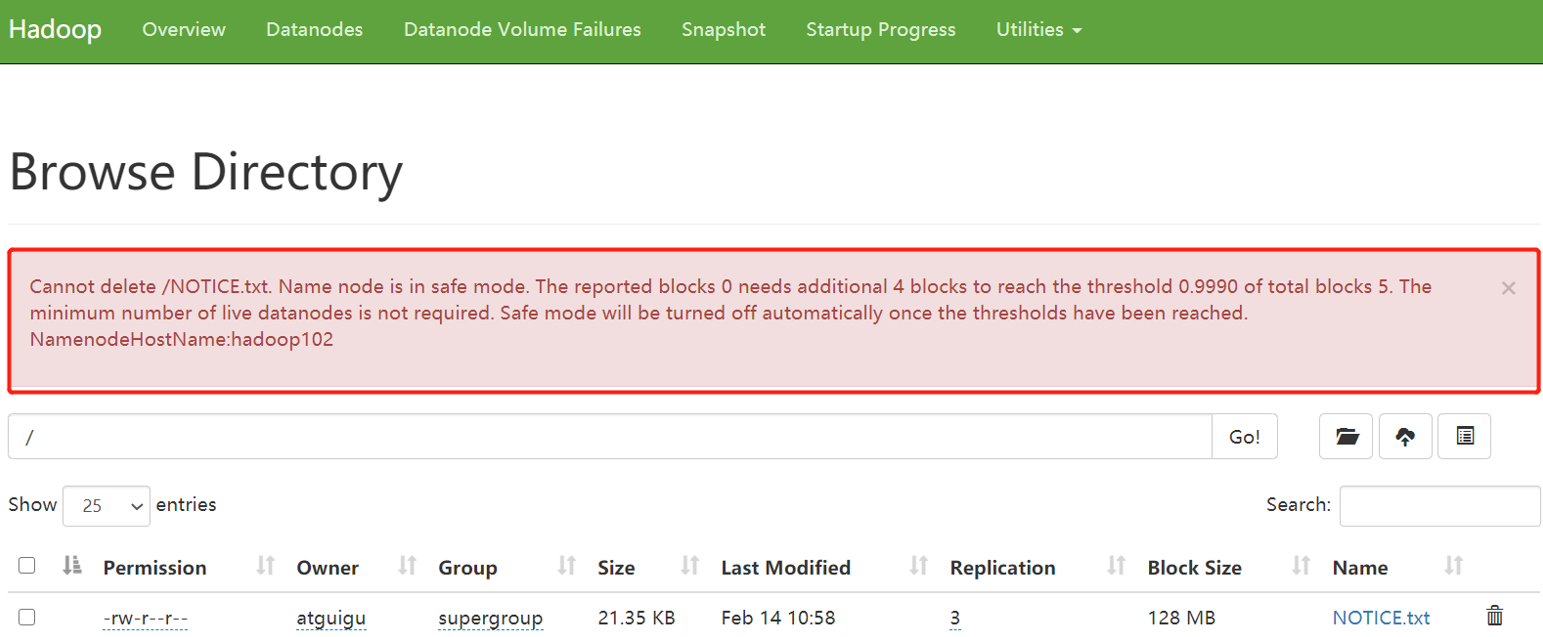 Hadoop Overview Datanodes Datanode Volume Failures Snapshot Startup Progress Utilities
Browse Directory
Cannot delete /NOTICE.txt. Name node is in safe mode. The reported blocks 0 needs additional 4 blocks to reach the threshold 0.9990 of total blocks 5. The
minimum number of live datanodes is not required. Safe mode will be turned off automatically once the thresholds have been reached.
NamenodeHostName:hadoop102
/ Go!
Show 25 entries Search:
Permission Owner Group Size Last Modified Replication Block Size Name
-rw-r--r-- atguigu supergroup 21.35 KB Feb 14 10:58 3 128 MB NOTICE.txt